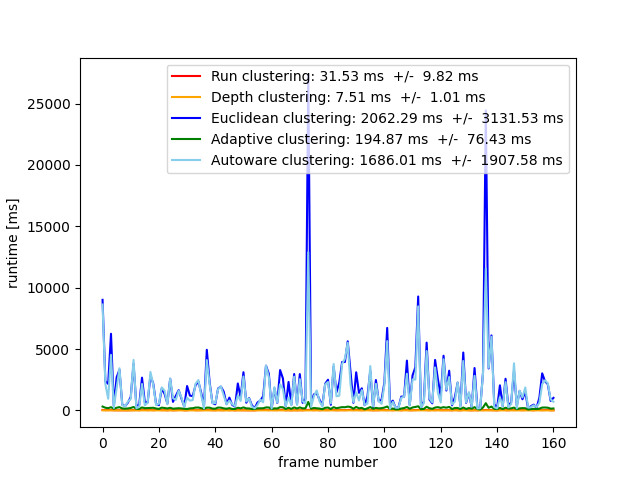 Run clustering: 31.53 ms  +/-  9.82 ms
Depth clustering: 7.51 ms  +/-  1.01 ms
Euclidean clustering: 2062.29 ms  +/-  3131.53 ms
Adaptive clustering: 194.87 ms  +/-  76.43 ms
Autoware clustering: 1686.01 ms  +/-  1907.58 ms
runtime [ms]
25000
20000
15000
10000
5000
0
0 20 40 60 80 100 120 140 160
frame number